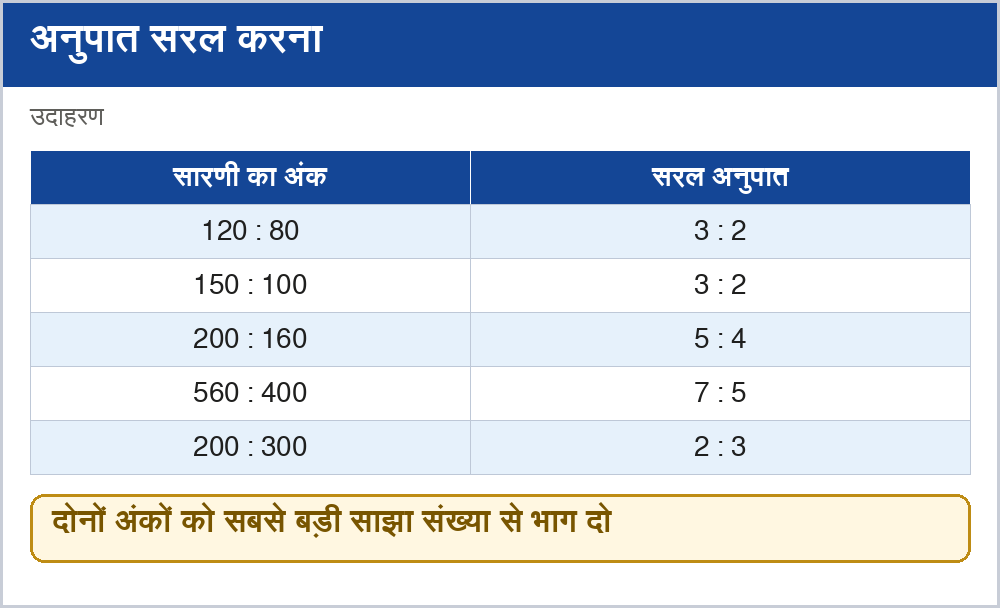 अनुपात सरल करना
उदाहरण
सारणी का अंक सरल अनुपात
120 : 80 3 : 2
150 : 100 3 : 2
200 : 160 5 : 4
560 : 400 7 : 5
200 : 300 2 : 3
दोनों अंकों को सबसे बड़ी साझा संख्या से भाग दो